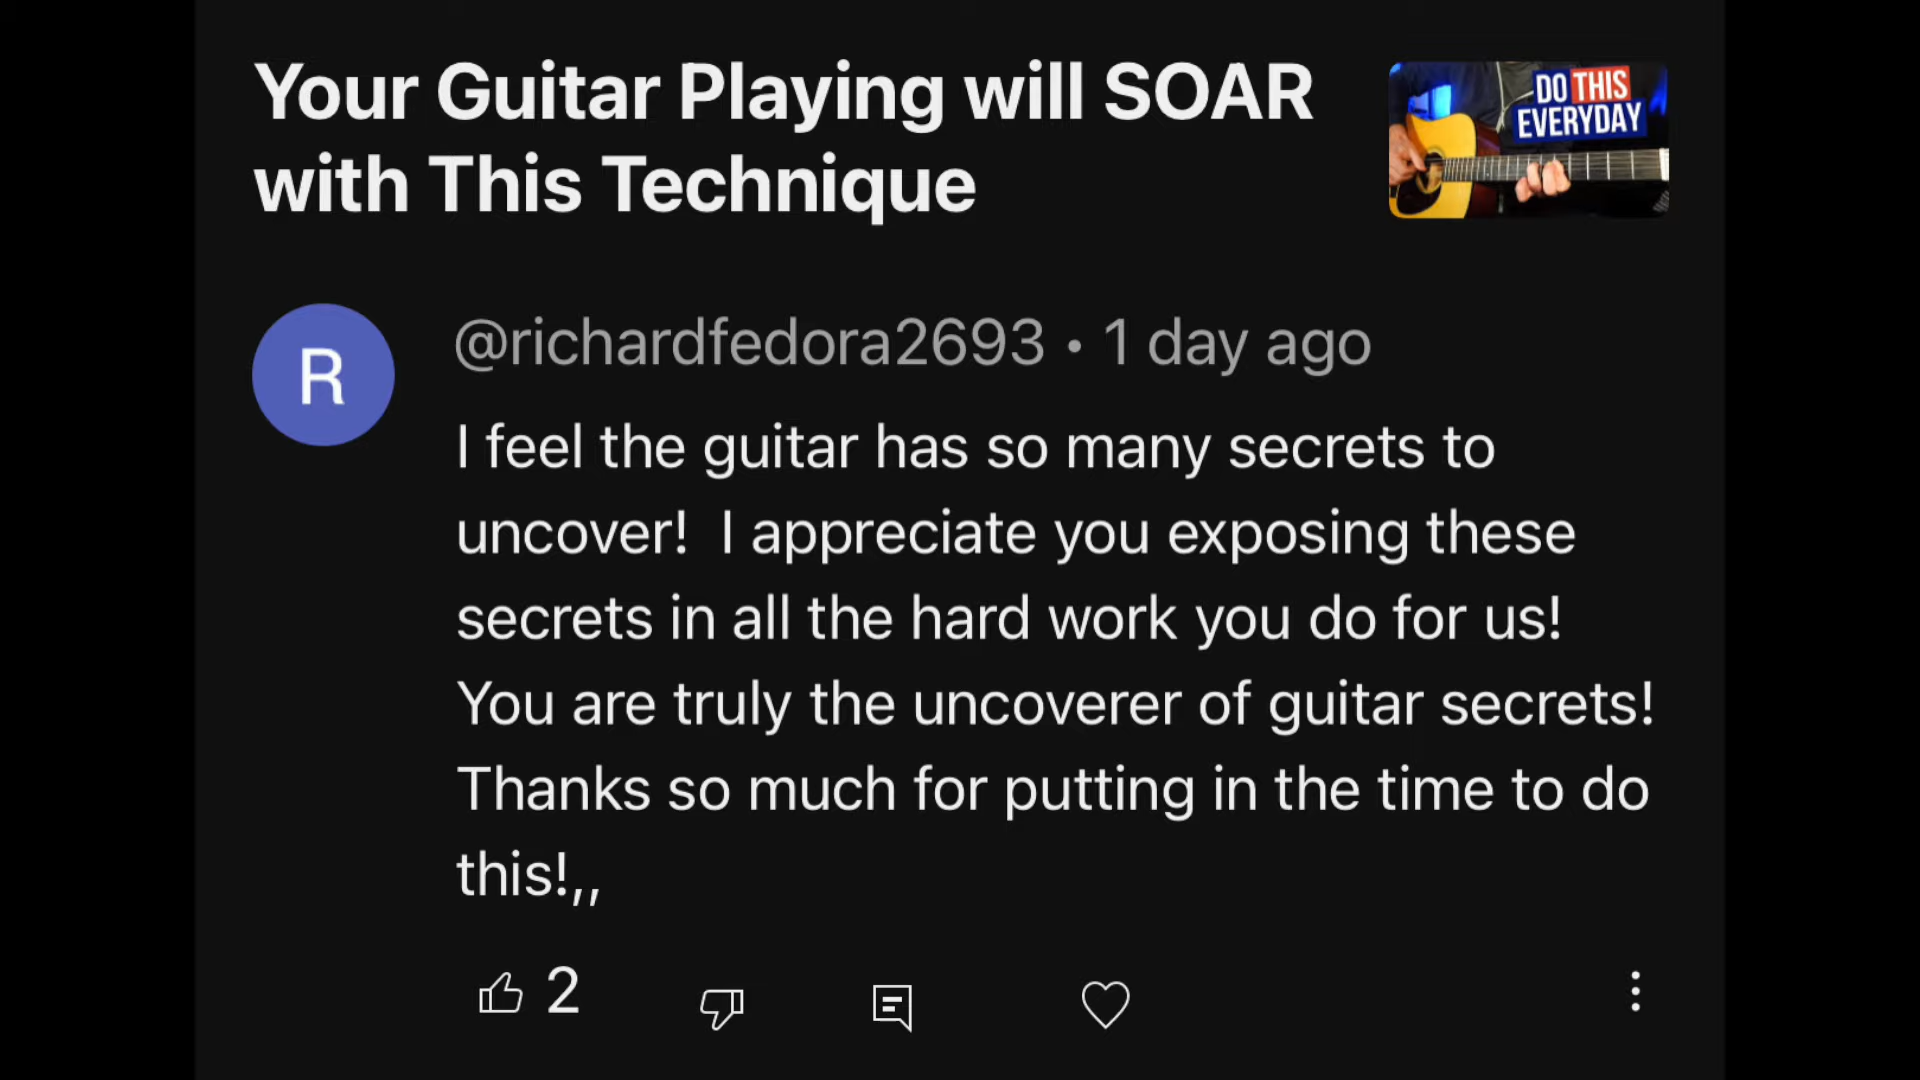 Your Guitar Playing will SOAR
with This Technique
DO THIS
EVERYDAY
R
@richardfedora2693 • 1 day ago
I feel the guitar has so many secrets to
uncover!  I appreciate you exposing these
secrets in all the hard work you do for us!
You are truly the uncoverer of guitar secrets!
Thanks so much for putting in the time to do
this!,,
2